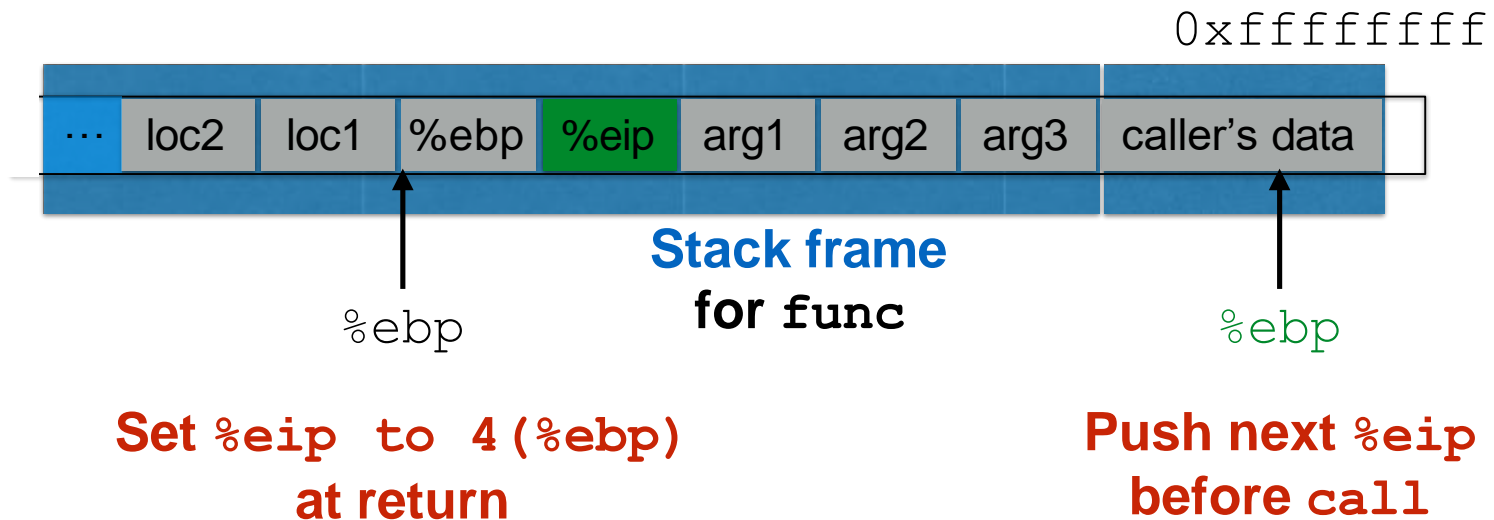 0xffffffff
... loc2 loc1 %ebp %eip arg1 arg2 arg3 caller's data
Stack frame
for func
%ebp
%ebp
Set %eip to 4(%ebp)
at return
Push next %eip
before call